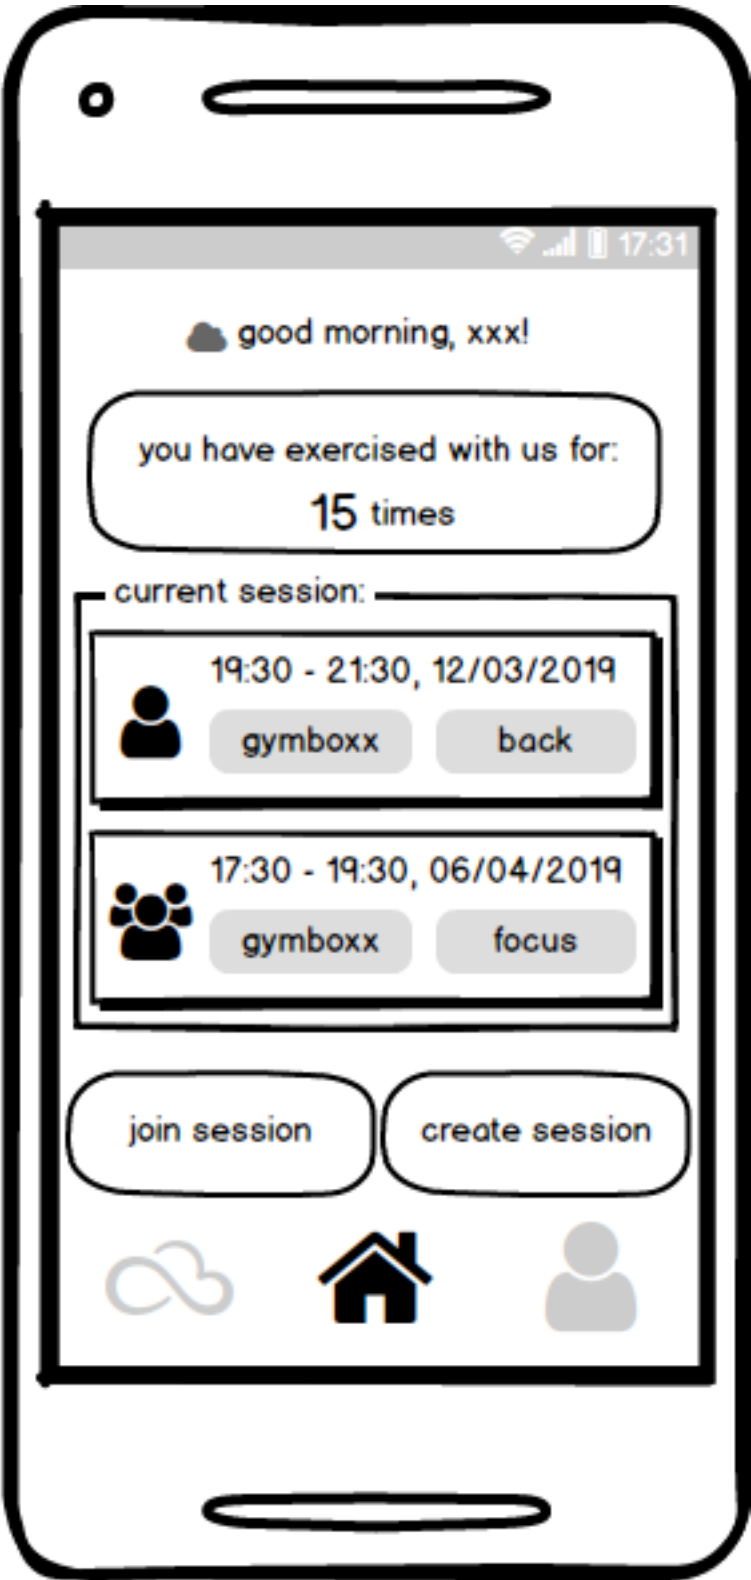 17:31
good morning, xxx!
you have exercised with us for:
15 times
current session:
19:30 - 21:30, 12/03/2019
gymboxx back
17:30 - 19:30, 06/04/2019
gymboxx focus
join session create session